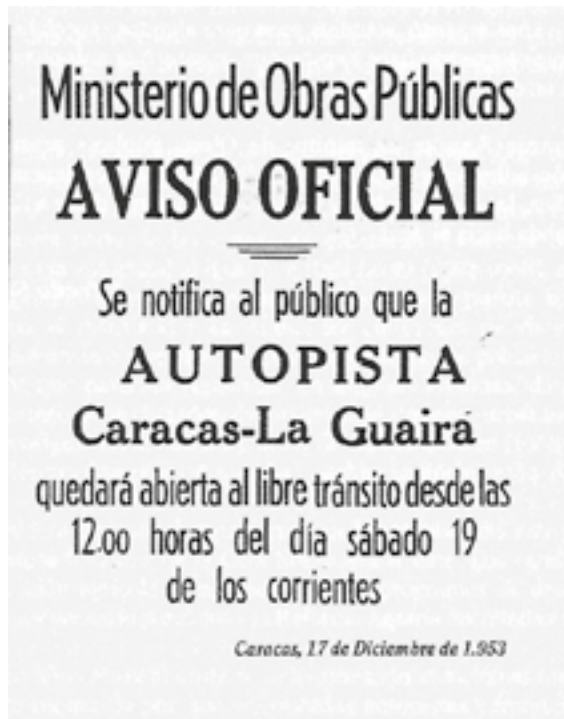 Ministerio de Obras Públicas
AVISO OFICIAL
Se notifica al público que la
AUTOPISTA
Caracas-La Guaira
quedará abierta al libre tránsito desde las
12.00 horas del día sábado 19
de los corrientes
Caracas, 17 de Diciembre de 1.953